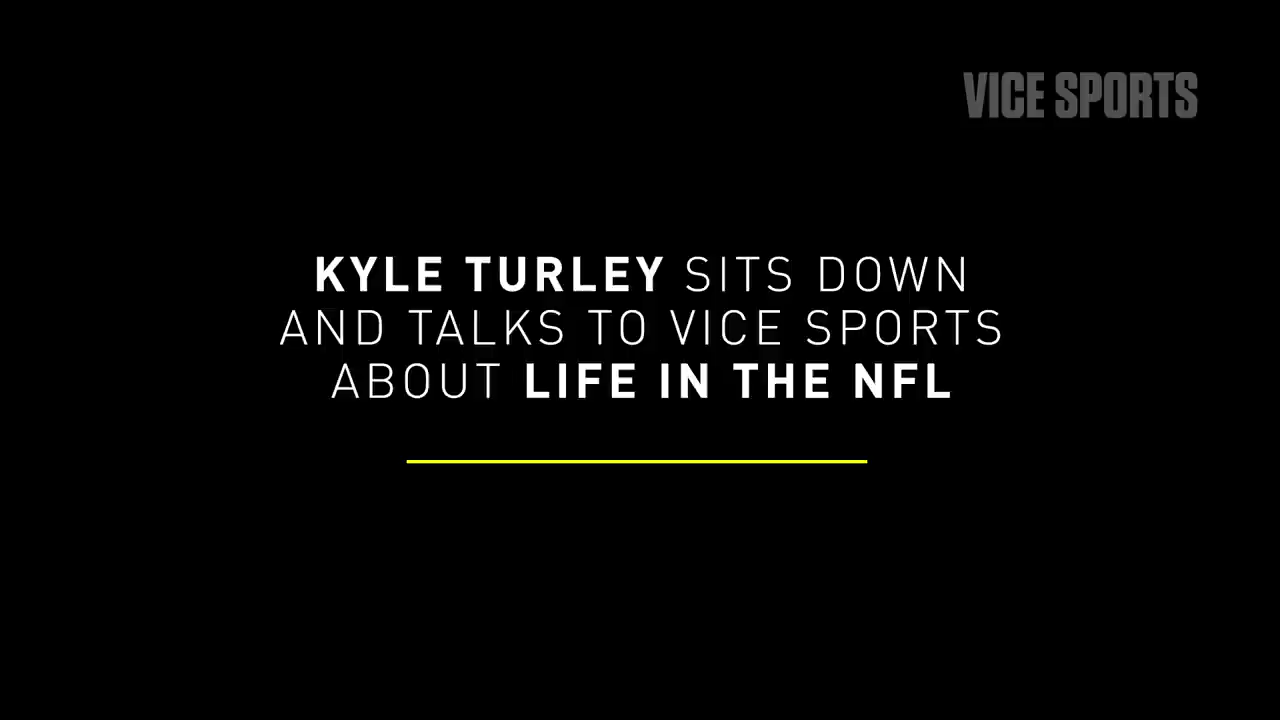 VICE SPORTS
KYLE TURLEY SITS DOWN
AND TALKS TO VICE SPORTS
ABOUT LIFE IN THE NFL